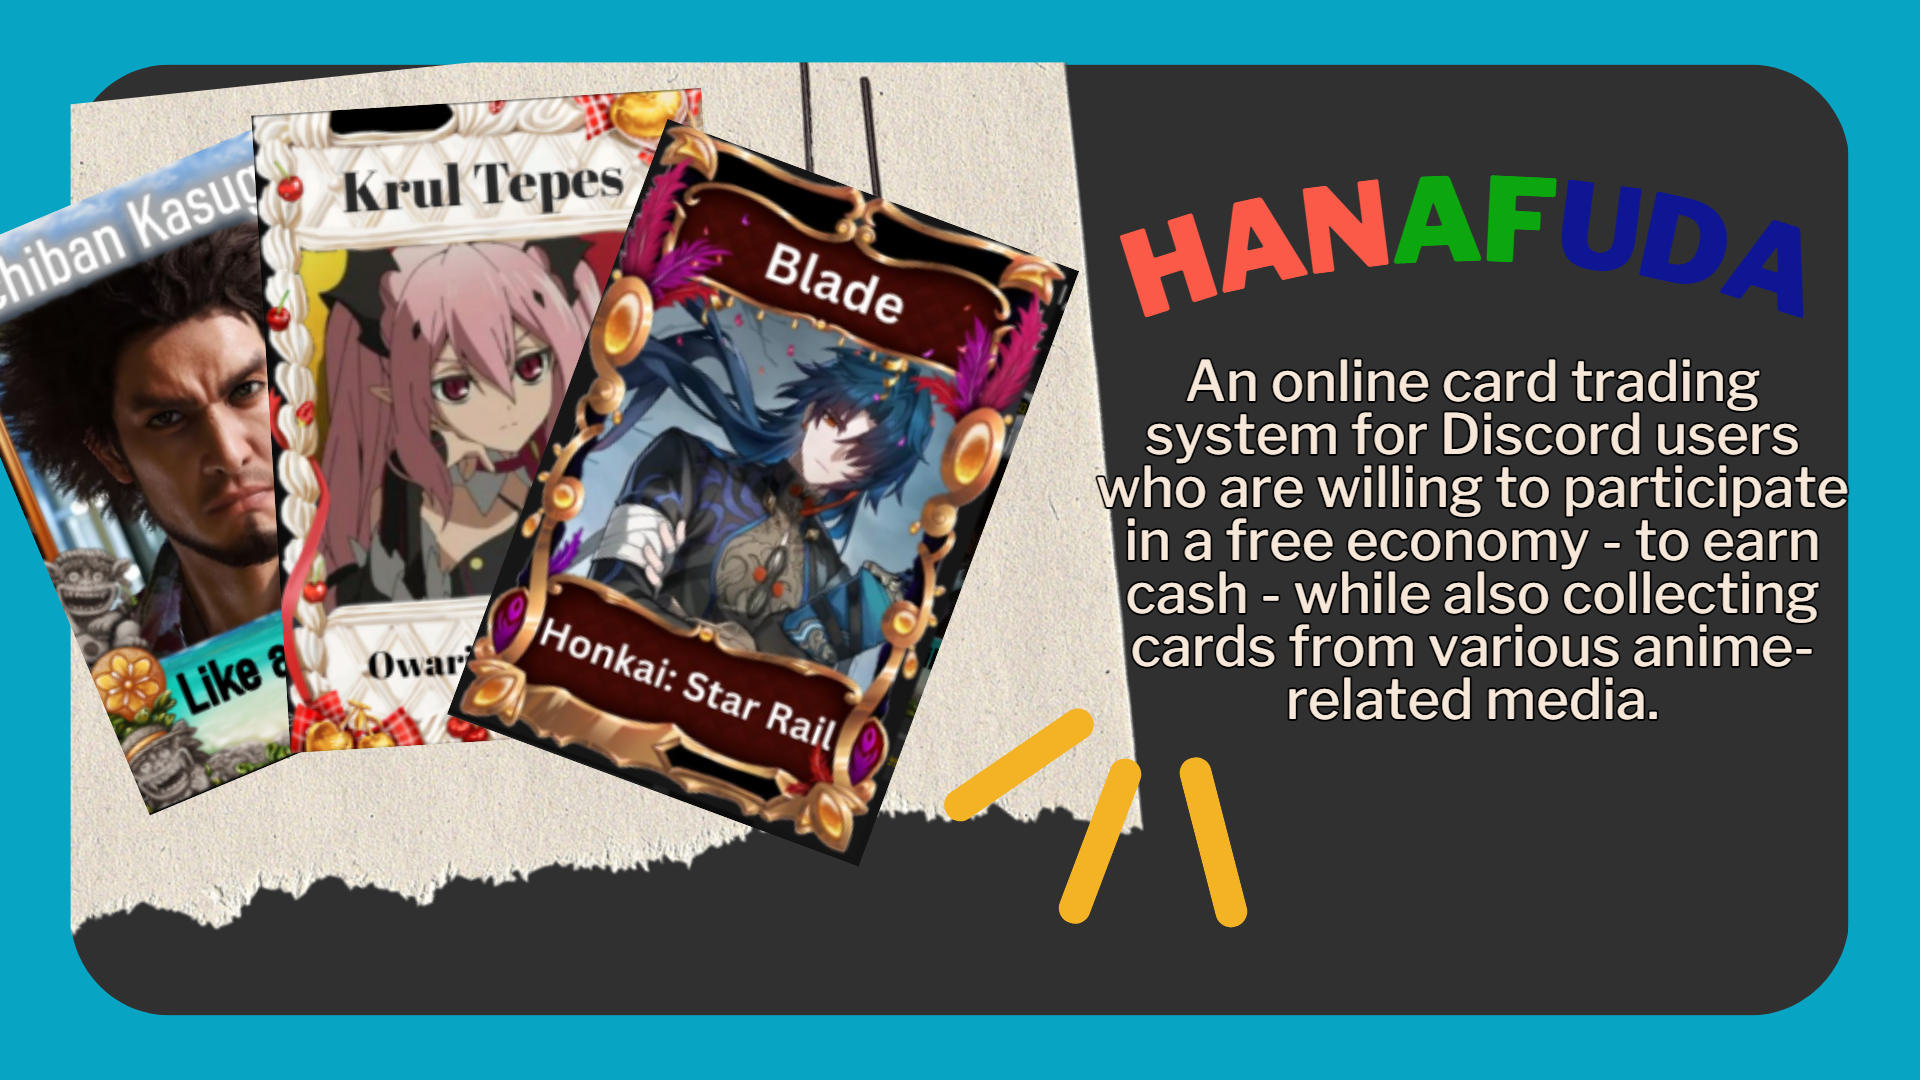 Kasug
Like a
Krul Tepes
Owari
Blade
Honkai: Star Rail
HANAFUDA
An online card trading
system for Discord users
who are willing to participate
in a free economy - to earn
cash - while also collecting
cards from various anime-
related media.